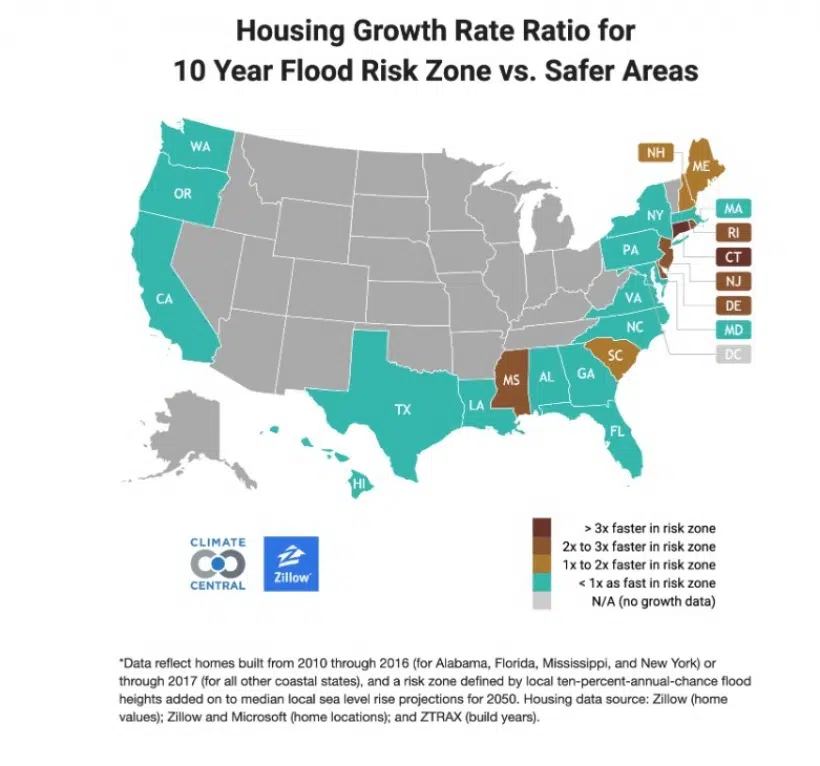 Housing Growth Rate Ratio for
10 Year Flood Risk Zone vs. Safer Areas
WA
OR
CA
TX
LA
MS
AL
GA
FL
SC
NC
VA
PA
NY
ME
HI
NH
MA
RI
CT
NJ
DE
MD
DC
CLIMATE
CENTRAL
Zillow
> 3x faster in risk zone
2x to 3x faster in risk zone
1x to 2x faster in risk zone
< 1x as fast in risk zone
N/A (no growth data)
*Data reflect homes built from 2010 through 2016 (for Alabama, Florida, Mississippi, and New York) or
through 2017 (for all other coastal states), and a risk zone defined by local ten-percent-annual-chance flood
heights added on to median local sea level rise projections for 2050. Housing data source: Zillow (home
values); Zillow and Microsoft (home locations); and ZTRAX (build years).